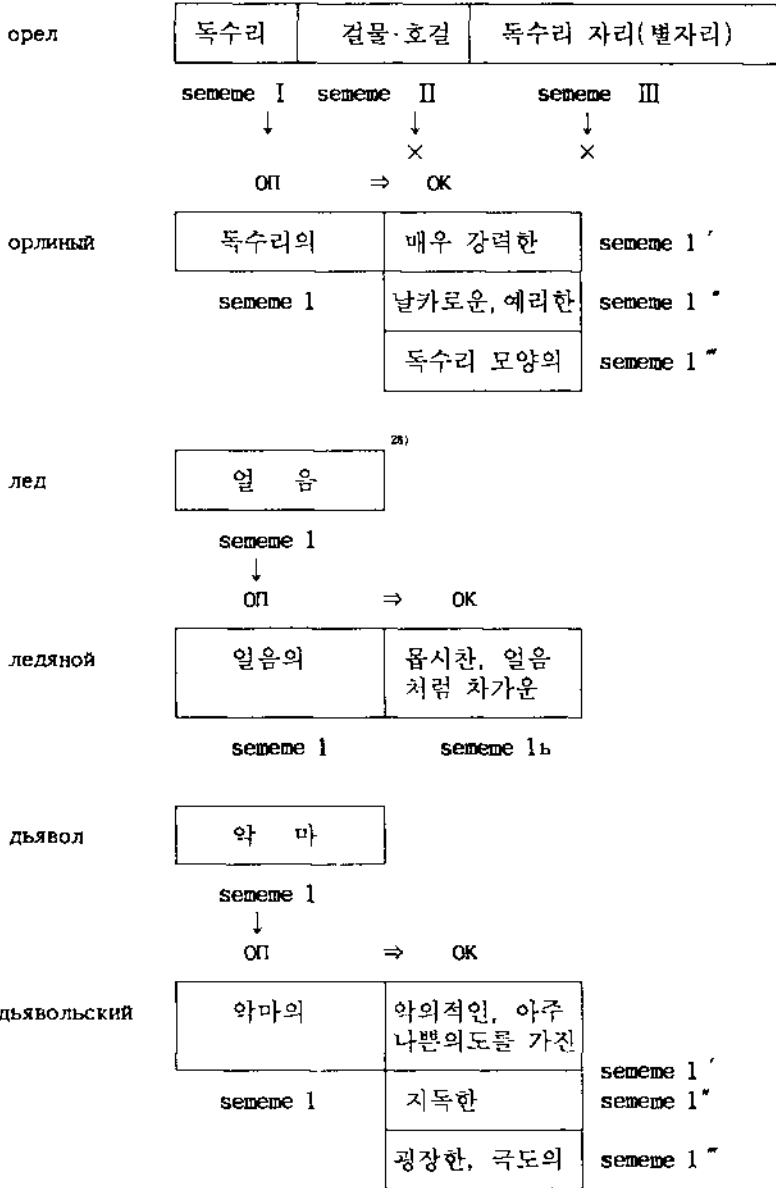 орел 독수리 걸물·호걸 독수리 자리(별자리)
sememe I sememe II sememe III
↓ ↓ ↓
× ×
ОП ⇒ ОК
орлиный 독수리의 매우 강력한 sememe 1′
sememe 1 날카로운, 예리한 sememe 1″
독수리 모양의 sememe 1‴
лед 얼 음 28)
sememe 1
↓
ОП ⇒ ОК
ледяной 얼음의 몹시찬, 얼음
처럼 차가운
sememe 1 sememe 1ь
дьявол 악 마
sememe 1
↓
ОП ⇒ ОК
дьявольский 악마의 악의적인, 아주
나쁜의도를 가진
sememe 1′
sememe 1 지독한 sememe 1″
굉장한, 극도의 sememe 1‴